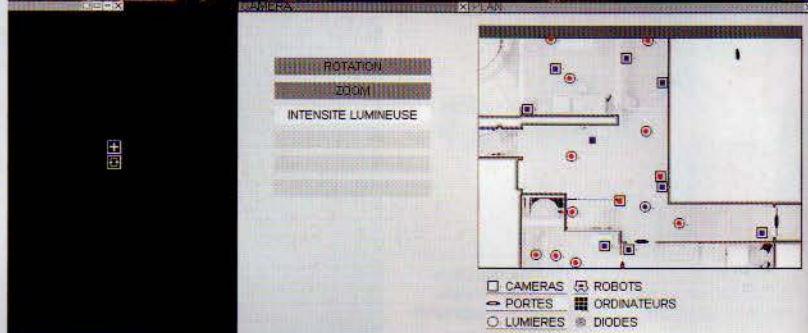 CAMERA
PLAN
ROTATION
ZOOM
INTENSITE LUMINEUSE
CAMERAS
ROBOTS
PORTES
ORDINATEURS
LUMIERES
DIODES